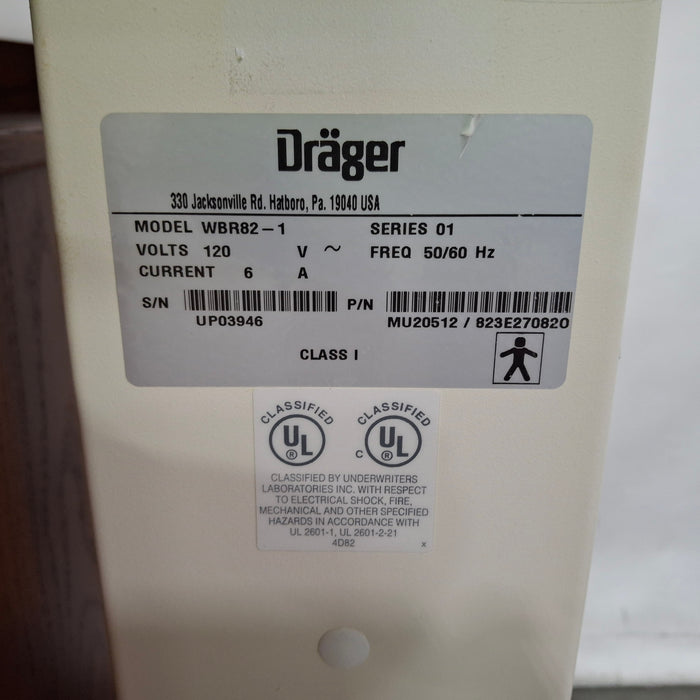 Dräger
330 Jacksonville Rd. Hatboro, Pa. 19040 USA
MODEL WBR82-1 SERIES 01
VOLTS 120 V ~ FREQ 50/60 Hz
CURRENT 6 A
S/N P/N
UP03946 MU20512 / 823E270820
CLASS I
CLASSIFIED CLASSIFIED
UL® C UL®
CLASSIFIED BY UNDERWRITERS
LABORATORIES INC. WITH RESPECT
TO ELECTRICAL SHOCK, FIRE,
MECHANICAL AND OTHER SPECIFIED
HAZARDS IN ACCORDANCE WITH
UL 2601-1, UL 2601-2-21
4D82 x